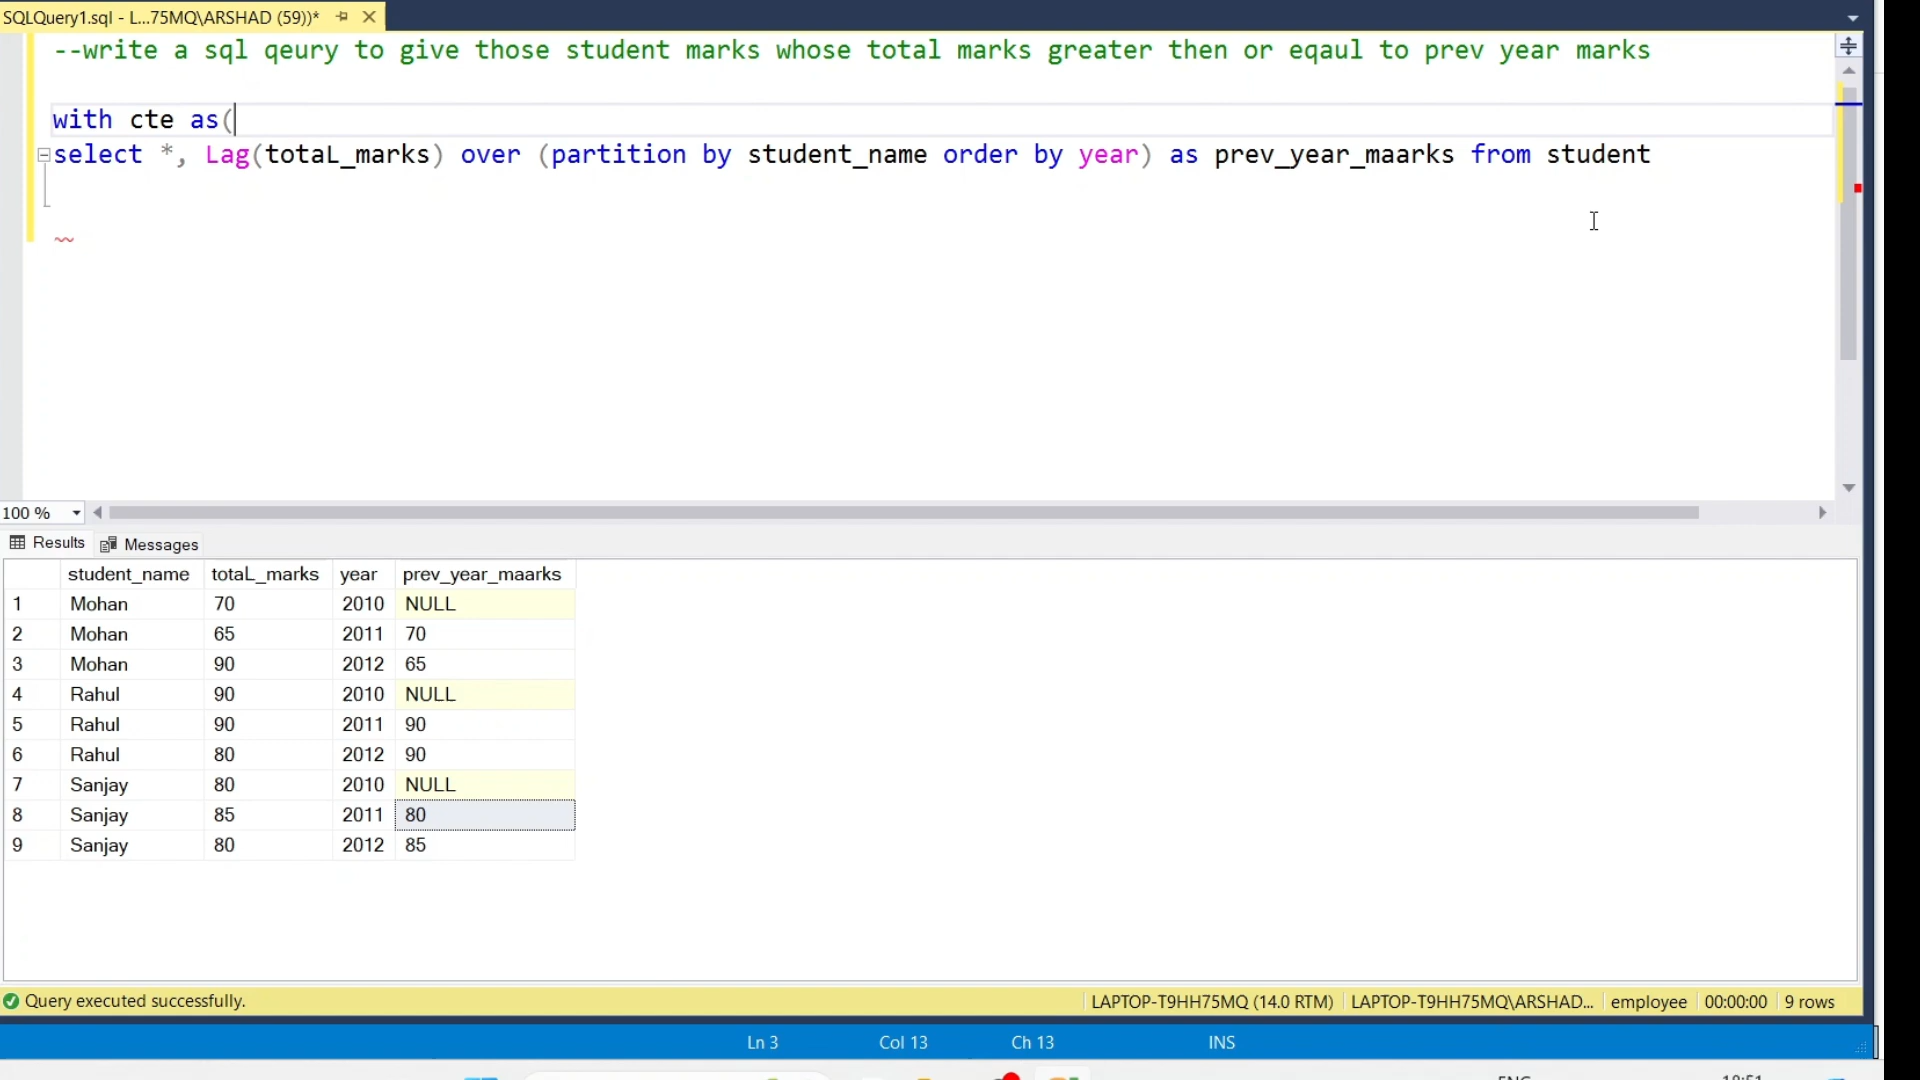 SQLQuery1.sql - L...75MQ\ARSHAD (59))*
--write a sql qeury to give those student marks whose total marks greater then or eqaul to prev year marks
with cte as(
select *, Lag(totaL_marks) over (partition by student_name order by year) as prev_year_maarks from student
100 %
Results Messages
student_name totaL_marks year prev_year_maarks
1 Mohan 70 2010 NULL
2 Mohan 65 2011 70
3 Mohan 90 2012 65
4 Rahul 90 2010 NULL
5 Rahul 90 2011 90
6 Rahul 80 2012 90
7 Sanjay 80 2010 NULL
8 Sanjay 85 2011 80
9 Sanjay 80 2012 85
Query executed successfully. LAPTOP-T9HH75MQ (14.0 RTM) LAPTOP-T9HH75MQ\ARSHAD... employee 00:00:00 9 rows
Ln 3 Col 13 Ch 13 INS